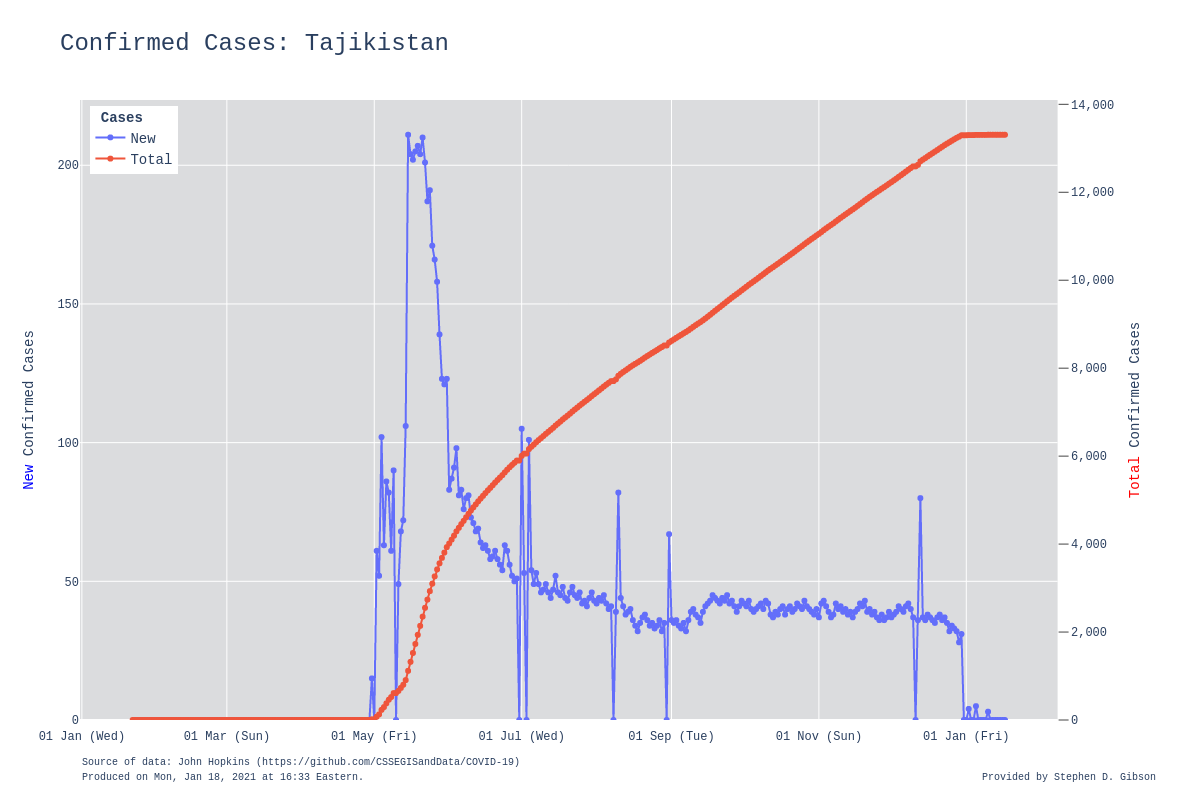 Confirmed Cases: Tajikistan
Cases
New
Total
200
150
100
50
0
14,000
12,000
10,000
8,000
6,000
4,000
2,000
0
New Confirmed Cases
Total Confirmed Cases
01 Jan (Wed)
01 Mar (Sun)
01 May (Fri)
01 Jul (Wed)
01 Sep (Tue)
01 Nov (Sun)
01 Jan (Fri)
Source of data: John Hopkins (https://github.com/CSSEGISandData/COVID-19)
Produced on Mon, Jan 18, 2021 at 16:33 Eastern.
Provided by Stephen D. Gibson